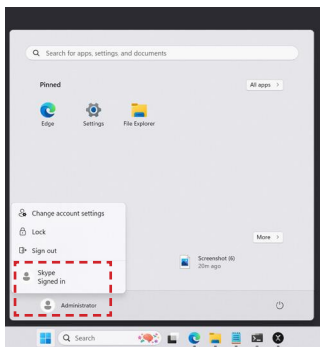 Search for apps, settings, and documents
Pinned
All apps >
Edge
Settings
File Explorer
Change account settings
Lock
Sign out
More >
Skype
Signed in
Screenshot (6)
20m ago
Administrator
Search